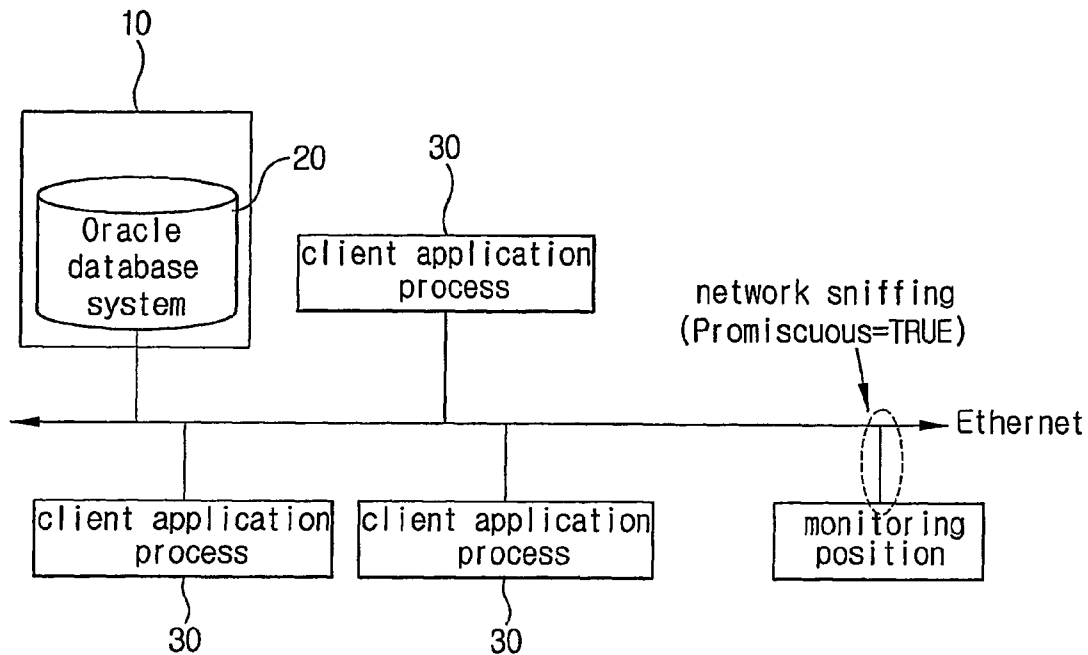 10
20
Oracle
database
system
30
client application
process
network sniffing
(Promiscuous=TRUE)
Ethernet
client application
process
30
client application
process
30
monitoring
position